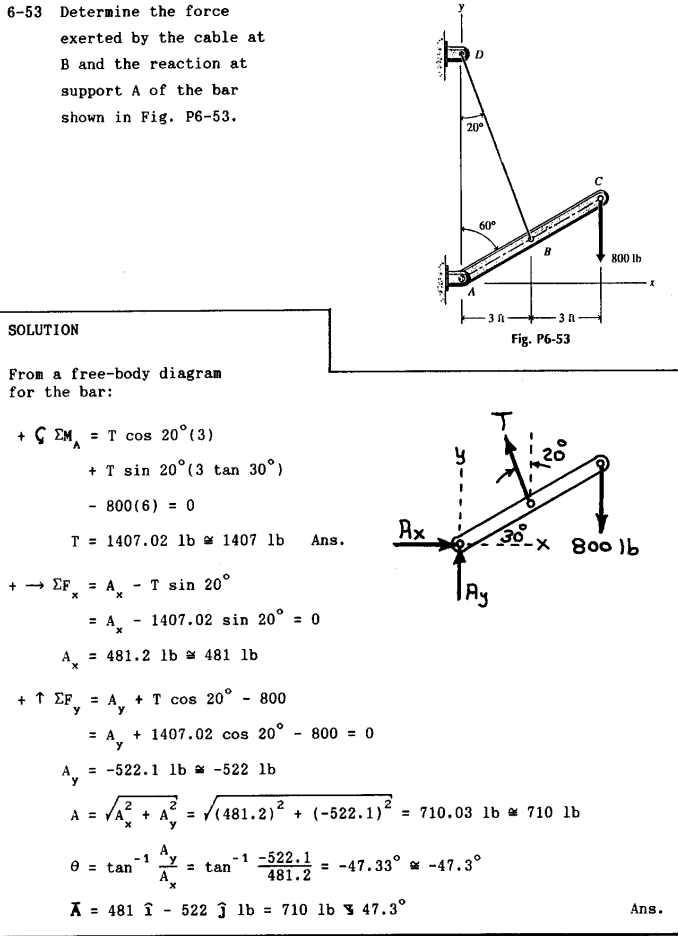 6-53 Determine the force
exerted by the cable at
B and the reaction at
support A of the bar
shown in Fig. P6-53.
y
D
20°
C
60°
B
800 lb
A
x
3 ft
3 ft
Fig. P6-53
SOLUTION
From a free-body diagram
for the bar:
+ ↺ ΣM_A = T cos 20°(3)
+ T sin 20°(3 tan 30°)
- 800(6) = 0
T = 1407.02 lb ≅ 1407 lb Ans.
T
y
20°
Ax
30°
x
800 lb
Ay
+ → ΣF_x = A_x - T sin 20°
= A_x - 1407.02 sin 20° = 0
A_x = 481.2 lb ≅ 481 lb
+ ↑ ΣF_y = A_y + T cos 20° - 800
= A_y + 1407.02 cos 20° - 800 = 0
A_y = -522.1 lb ≅ -522 lb
A = √(A_x² + A_y²) = √((481.2)² + (-522.1)²) = 710.03 lb ≅ 710 lb
θ = tan⁻¹ A_y/A_x = tan⁻¹ -522.1/481.2 = -47.33° ≅ -47.3°
Ā = 481 î - 522 ĵ lb = 710 lb ⦪ 47.3° Ans.